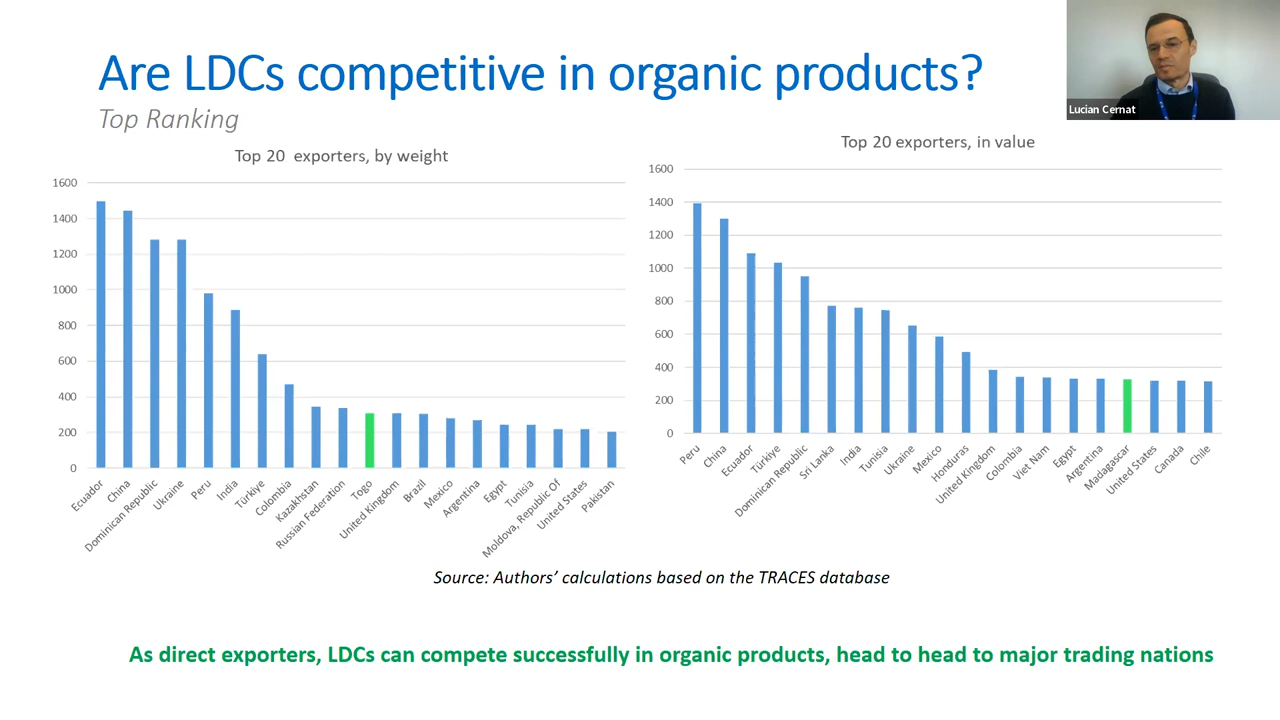 Are LDCs competitive in organic products?
Top Ranking
Lucian Cernat
Top 20 exporters, by weight
1600
1400
1200
1000
800
600
400
200
0
Ecuador
China
Dominican Republic
Ukraine
Peru
India
Türkiye
Colombia
Kazakhstan
Russian Federation
Togo
United Kingdom
Brazil
Mexico
Argentina
Egypt
Tunisia
Moldova, Republic Of
United States
Pakistan
Top 20 exporters, in value
1600
1400
1200
1000
800
600
400
200
0
Peru
China
Ecuador
Türkiye
Dominican Republic
Sri Lanka
India
Tunisia
Ukraine
Mexico
Honduras
United Kingdom
Colombia
Viet Nam
Egypt
Argentina
Madagascar
United States
Canada
Chile
Source: Authors’ calculations based on the TRACES database
As direct exporters, LDCs can compete successfully in organic products, head to head to major trading nations